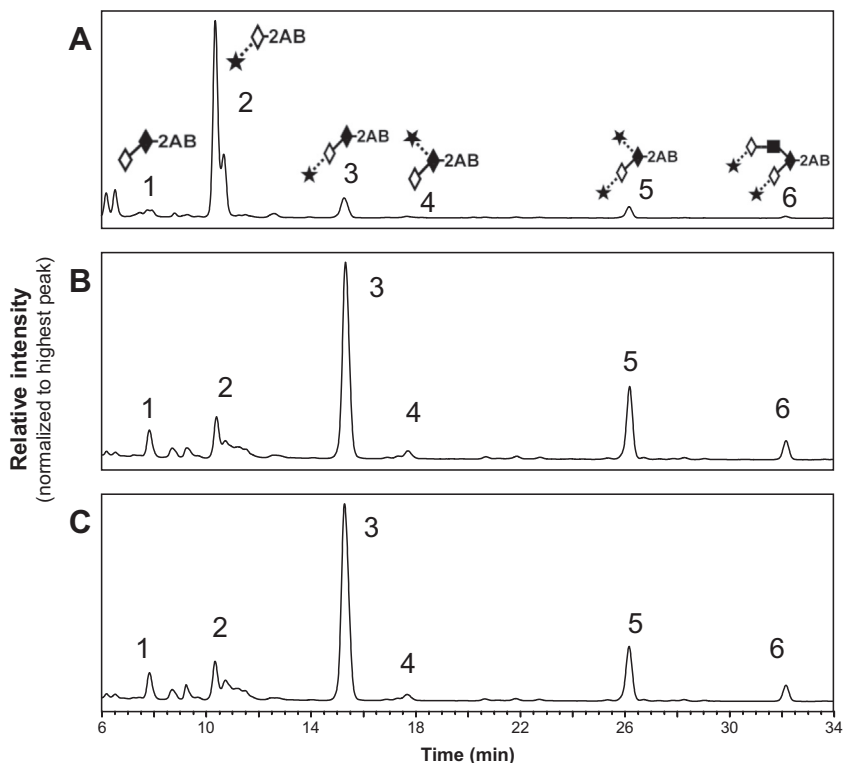 A
-2AB
2
-2AB
1
-2AB
3
-2AB
4
-2AB
5
-2AB
6
B
1
2
3
4
5
6
C
1
2
3
4
5
6
Relative intensity
(normalized to highest peak)
6 10 14 18 22 26 30 34
Time (min)